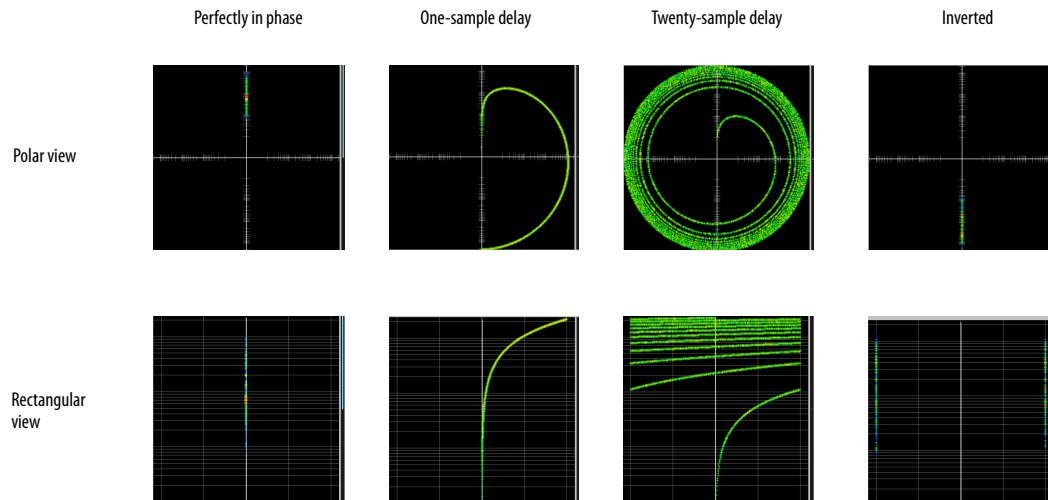 Perfectly in phase
One-sample delay
Twenty-sample delay
Inverted
Polar view
Rectangular
view